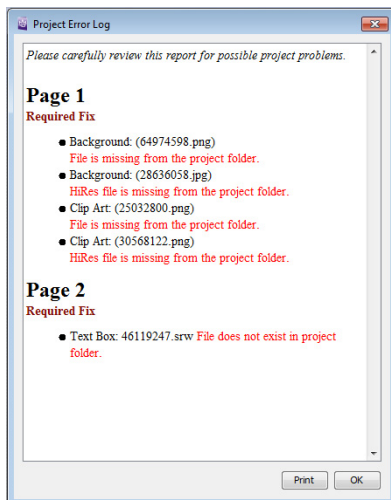 Project Error Log
Please carefully review this report for possible project problems.
Page 1
Required Fix
Background: (64974598.png)
File is missing from the project folder.
Background: (28636058.jpg)
HiRes file is missing from the project folder.
Clip Art: (25032800.png)
File is missing from the project folder.
Clip Art: (30568122.png)
HiRes file is missing from the project folder.
Page 2
Required Fix
Text Box: 46119247.srw File does not exist in project
folder.
Print OK